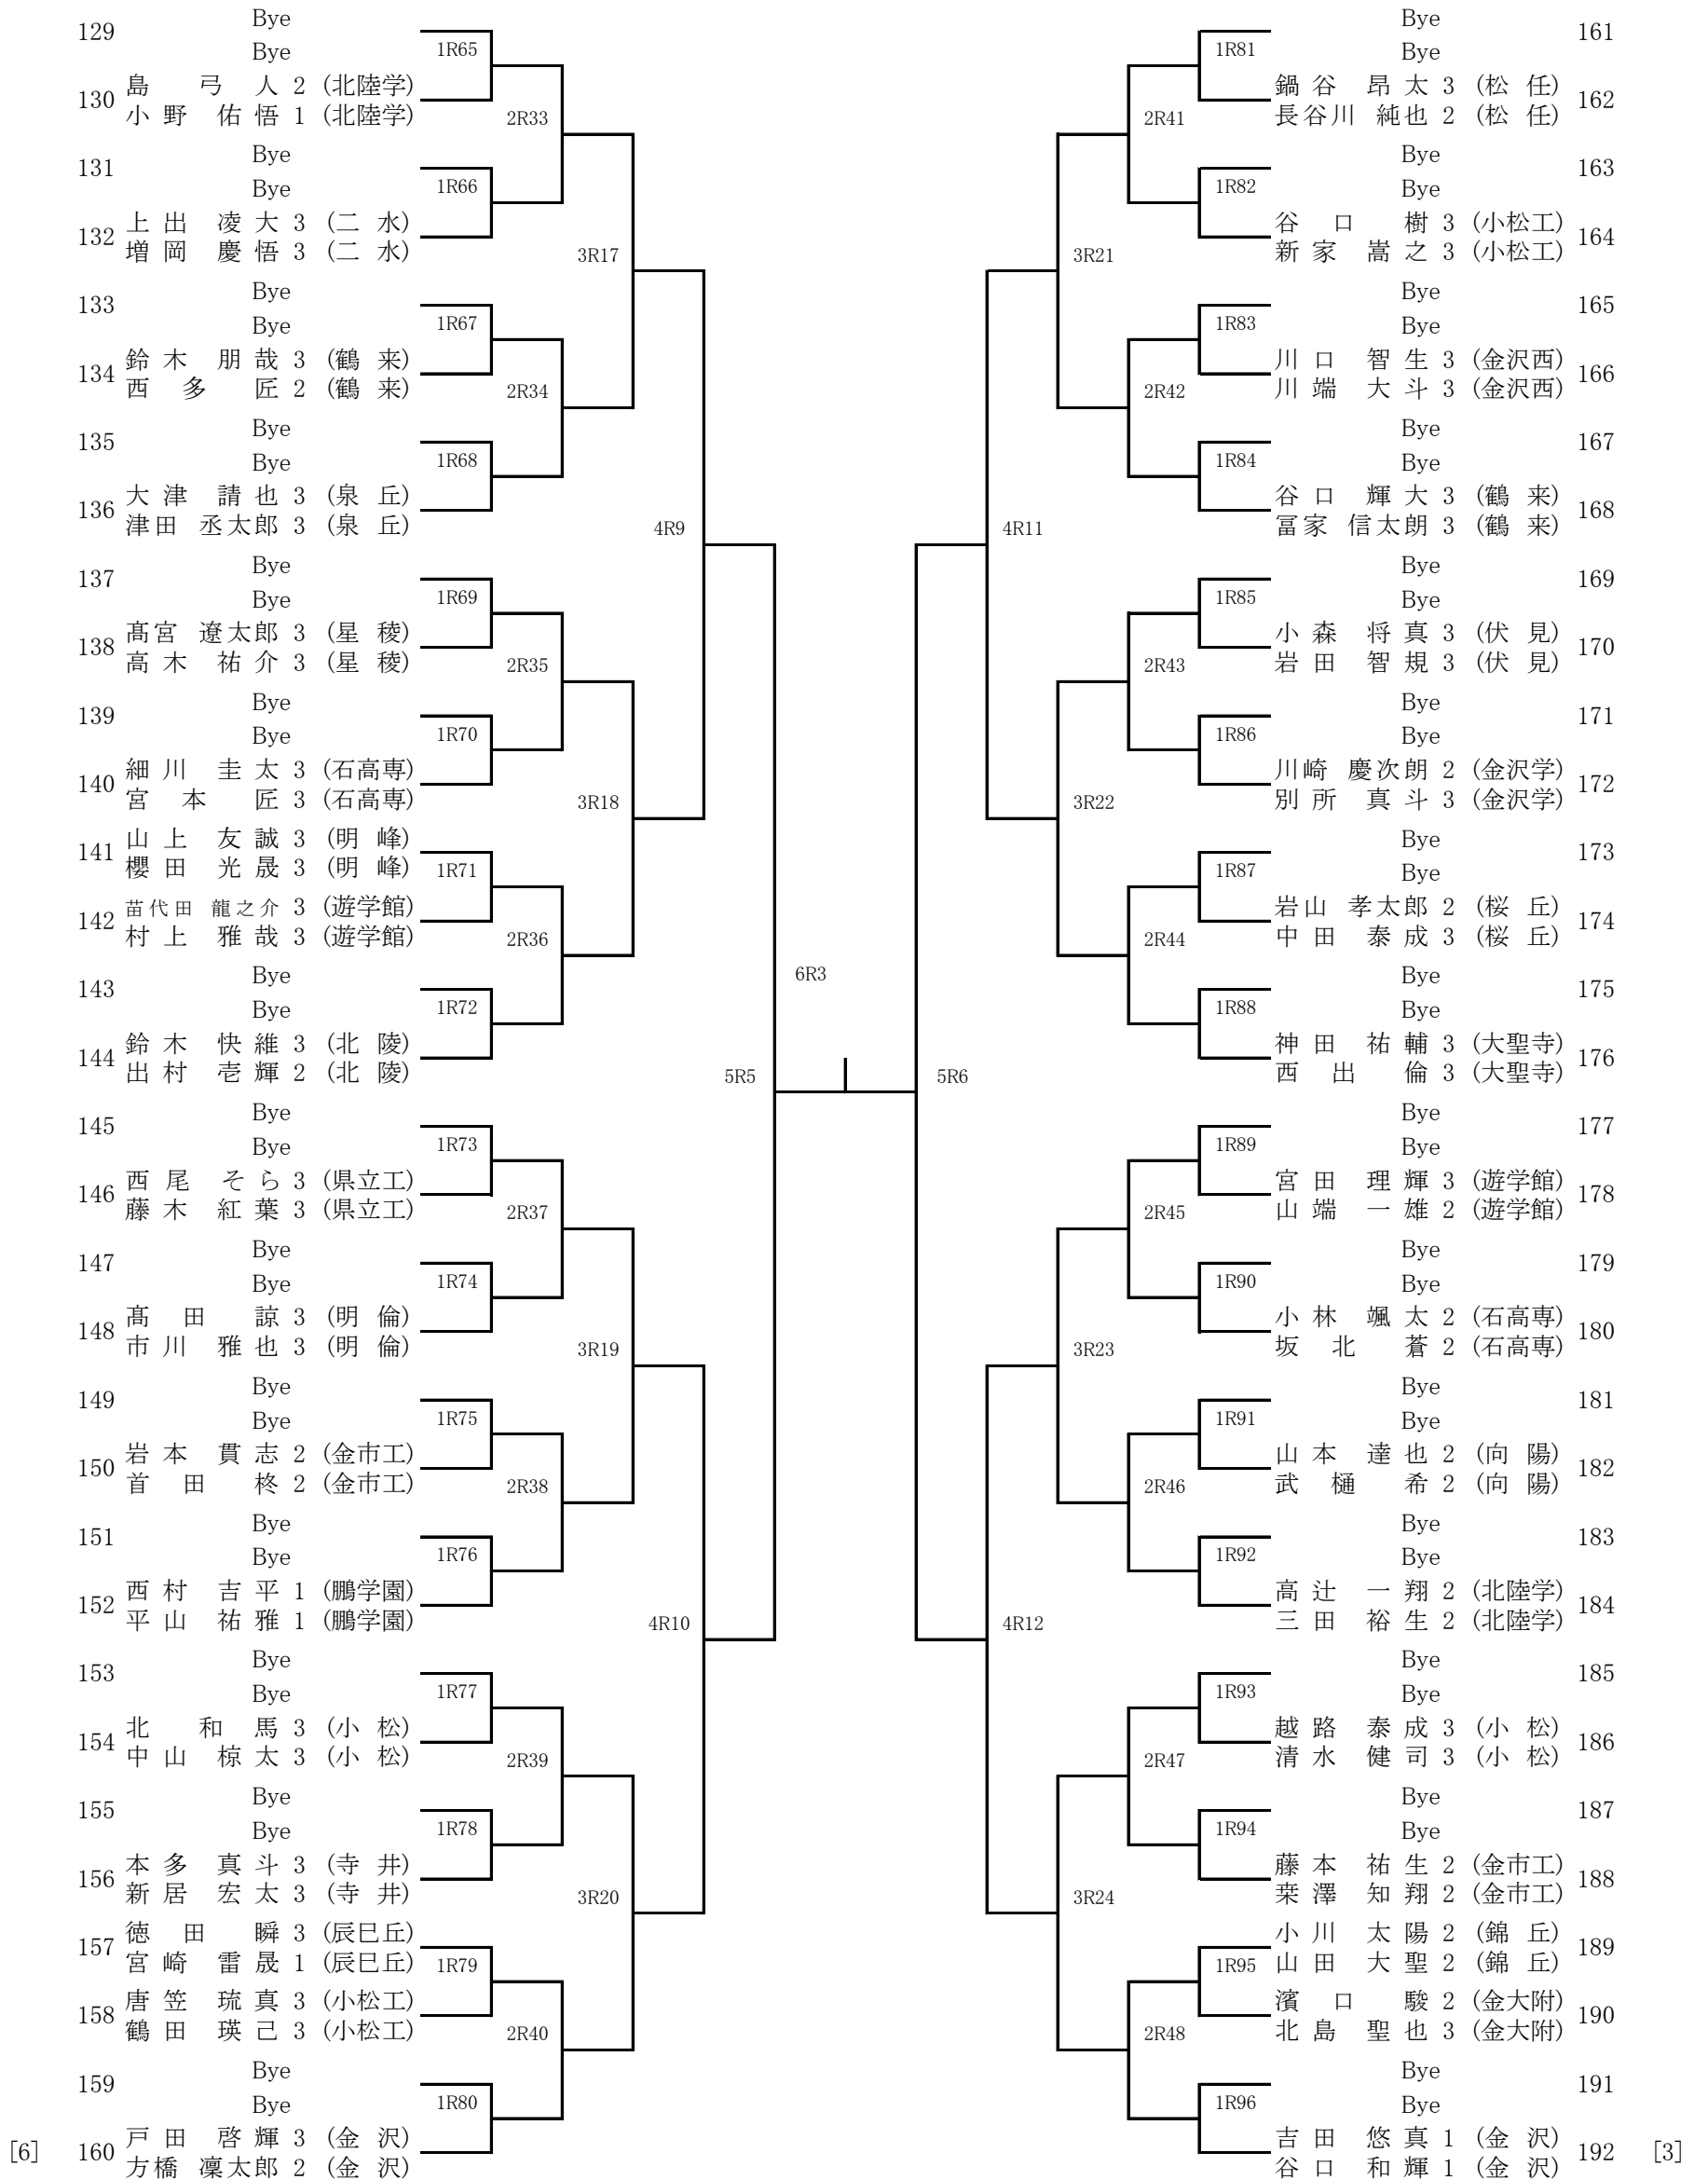 129 Bye
Bye
1R65
130 島 弓 人 2 (北陸学)
小 野 佑 悟 1 (北陸学)
2R33
131 Bye
Bye
1R66
132 上 出 凌 大 3 (二 水)
増 岡 慶 悟 3 (二 水)
3R17
133 Bye
Bye
1R67
134 鈴 木 朋 哉 3 (鶴 来)
西 多 匠 2 (鶴 来)
2R34
135 Bye
Bye
1R68
136 大 津 請 也 3 (泉 丘)
津田 丞太郎 3 (泉 丘)
4R9
137 Bye
Bye
1R69
138 髙宮 遼太郎 3 (星 稜)
高 木 祐 介 3 (星 稜)
2R35
139 Bye
Bye
1R70
140 細 川 圭 太 3 (石高専)
宮 本 匠 3 (石高専)
3R18
141 山 上 友 誠 3 (明 峰)
櫻 田 光 晟 3 (明 峰)
1R71
142 苗代田 龍之介 3 (遊学館)
村 上 雅 哉 3 (遊学館)
2R36
143 Bye
Bye
1R72
144 鈴 木 快 維 3 (北 陵)
出 村 壱 輝 2 (北 陵)
5R5
145 Bye
Bye
1R73
146 西 尾 そ ら 3 (県立工)
藤 木 紅 葉 3 (県立工)
2R37
147 Bye
Bye
1R74
148 髙 田 諒 3 (明 倫)
市 川 雅 也 3 (明 倫)
3R19
149 Bye
Bye
1R75
150 岩 本 貫 志 2 (金市工)
首 田 柊 2 (金市工)
2R38
151 Bye
Bye
1R76
152 西 村 吉 平 1 (鵬学園)
平 山 祐 雅 1 (鵬学園)
4R10
153 Bye
Bye
1R77
154 北 和 馬 3 (小 松)
中 山 椋 太 3 (小 松)
2R39
155 Bye
Bye
1R78
156 本 多 真 斗 3 (寺 井)
新 居 宏 太 3 (寺 井)
3R20
157 徳 田 瞬 3 (辰巳丘)
宮 崎 雷 晟 1 (辰巳丘)
1R79
158 唐 笠 琉 真 3 (小松工)
鶴 田 瑛 己 3 (小松工)
2R40
159 Bye
Bye
1R80
[6] 160 戸 田 啓 輝 3 (金 沢)
方橋 凜太郎 2 (金 沢)
6R3
Bye 161
Bye
1R81
鍋 谷 昂 太 3 (松 任) 162
長谷川 純也 2 (松 任)
2R41
Bye 163
Bye
1R82
谷 口 樹 3 (小松工) 164
新 家 嵩 之 3 (小松工)
3R21
Bye 165
Bye
1R83
川 口 智 生 3 (金沢西) 166
川 端 大 斗 3 (金沢西)
2R42
Bye 167
Bye
1R84
谷 口 輝 大 3 (鶴 来) 168
冨家 信太朗 3 (鶴 来)
4R11
Bye 169
Bye
1R85
小 森 将 真 3 (伏 見) 170
岩 田 智 規 3 (伏 見)
2R43
Bye 171
Bye
1R86
川崎 慶次朗 2 (金沢学) 172
別 所 真 斗 3 (金沢学)
3R22
Bye 173
Bye
1R87
岩山 孝太郎 2 (桜 丘) 174
中 田 泰 成 3 (桜 丘)
2R44
Bye 175
Bye
1R88
神 田 祐 輔 3 (大聖寺) 176
西 出 倫 3 (大聖寺)
5R6
Bye 177
Bye
1R89
宮 田 理 輝 3 (遊学館) 178
山 端 一 雄 2 (遊学館)
2R45
Bye 179
Bye
1R90
小 林 颯 太 2 (石高専) 180
坂 北 蒼 2 (石高専)
3R23
Bye 181
Bye
1R91
山 本 達 也 2 (向 陽) 182
武 樋 希 2 (向 陽)
2R46
Bye 183
Bye
1R92
高 辻 一 翔 2 (北陸学) 184
三 田 裕 生 2 (北陸学)
4R12
Bye 185
Bye
1R93
越 路 泰 成 3 (小 松) 186
清 水 健 司 3 (小 松)
2R47
Bye 187
Bye
1R94
藤 本 祐 生 2 (金市工) 188
桒 澤 知 翔 2 (金市工)
3R24
小 川 太 陽 2 (錦 丘) 189
山 田 大 聖 2 (錦 丘)
1R95
濱 口 駿 2 (金大附) 190
北 島 聖 也 3 (金大附)
2R48
Bye 191
Bye
1R96
吉 田 悠 真 1 (金 沢) 192 [3]
谷 口 和 輝 1 (金 沢)